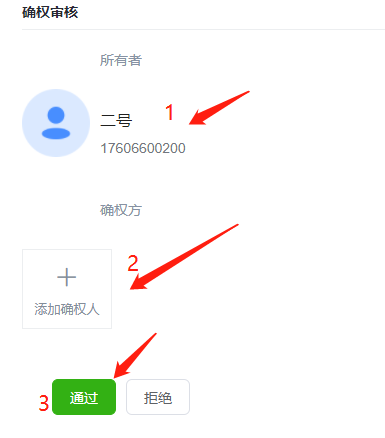 确权审核
所有者
1
二号
17606600200
确权方
2
添加确权人
3 通过 拒绝